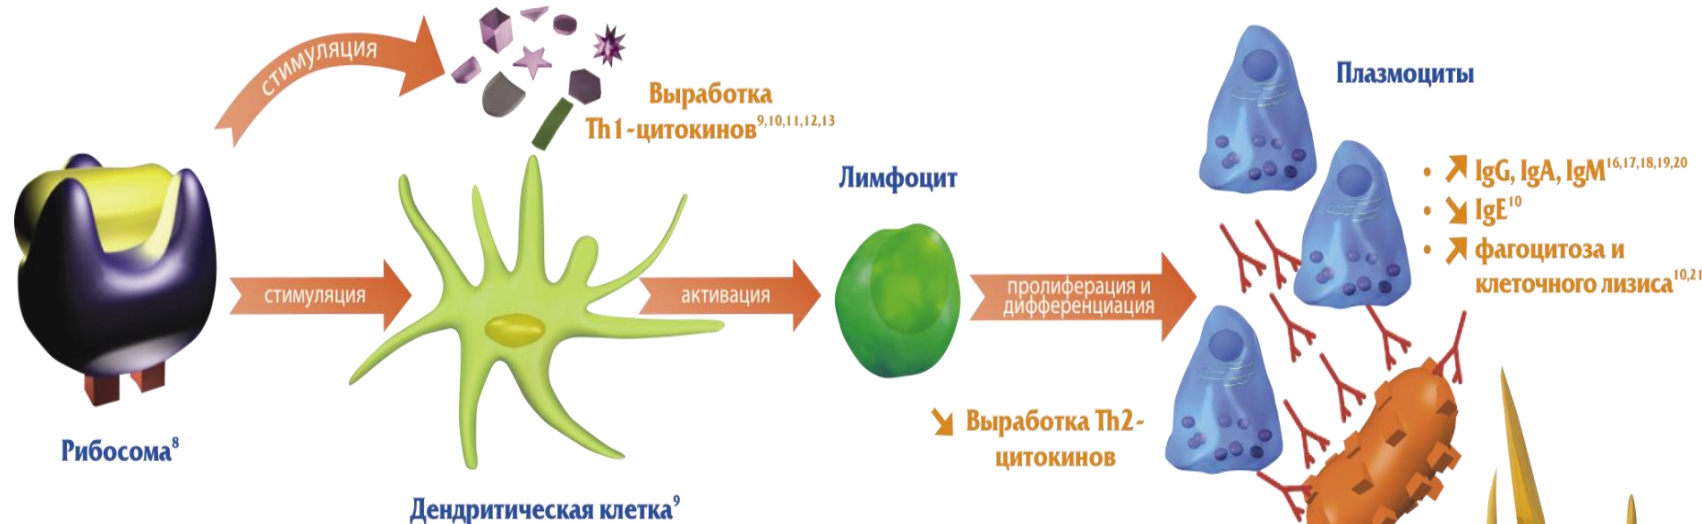 стимуляция
Выработка
Th1-цитокинов9,10,11,12,13
Плазмоциты
Лимфоцит
• ↗ IgG, IgA, IgM16,17,18,19,20
• ↘ IgE10
• ↗ фагоцитоза и
клеточного лизиса10,21
стимуляция
активация
пролиферация и
дифференциация
↘ Выработка Th2-
цитокинов
Рибосома8
Дендритическая клетка9